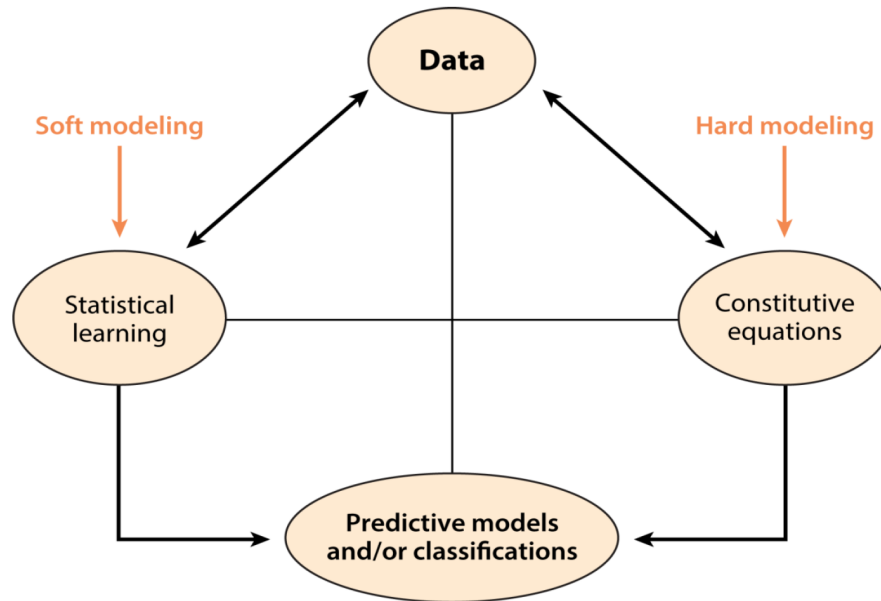 Data
Soft modeling
Hard modeling
Statistical
learning
Constitutive
equations
Predictive models
and/or classifications